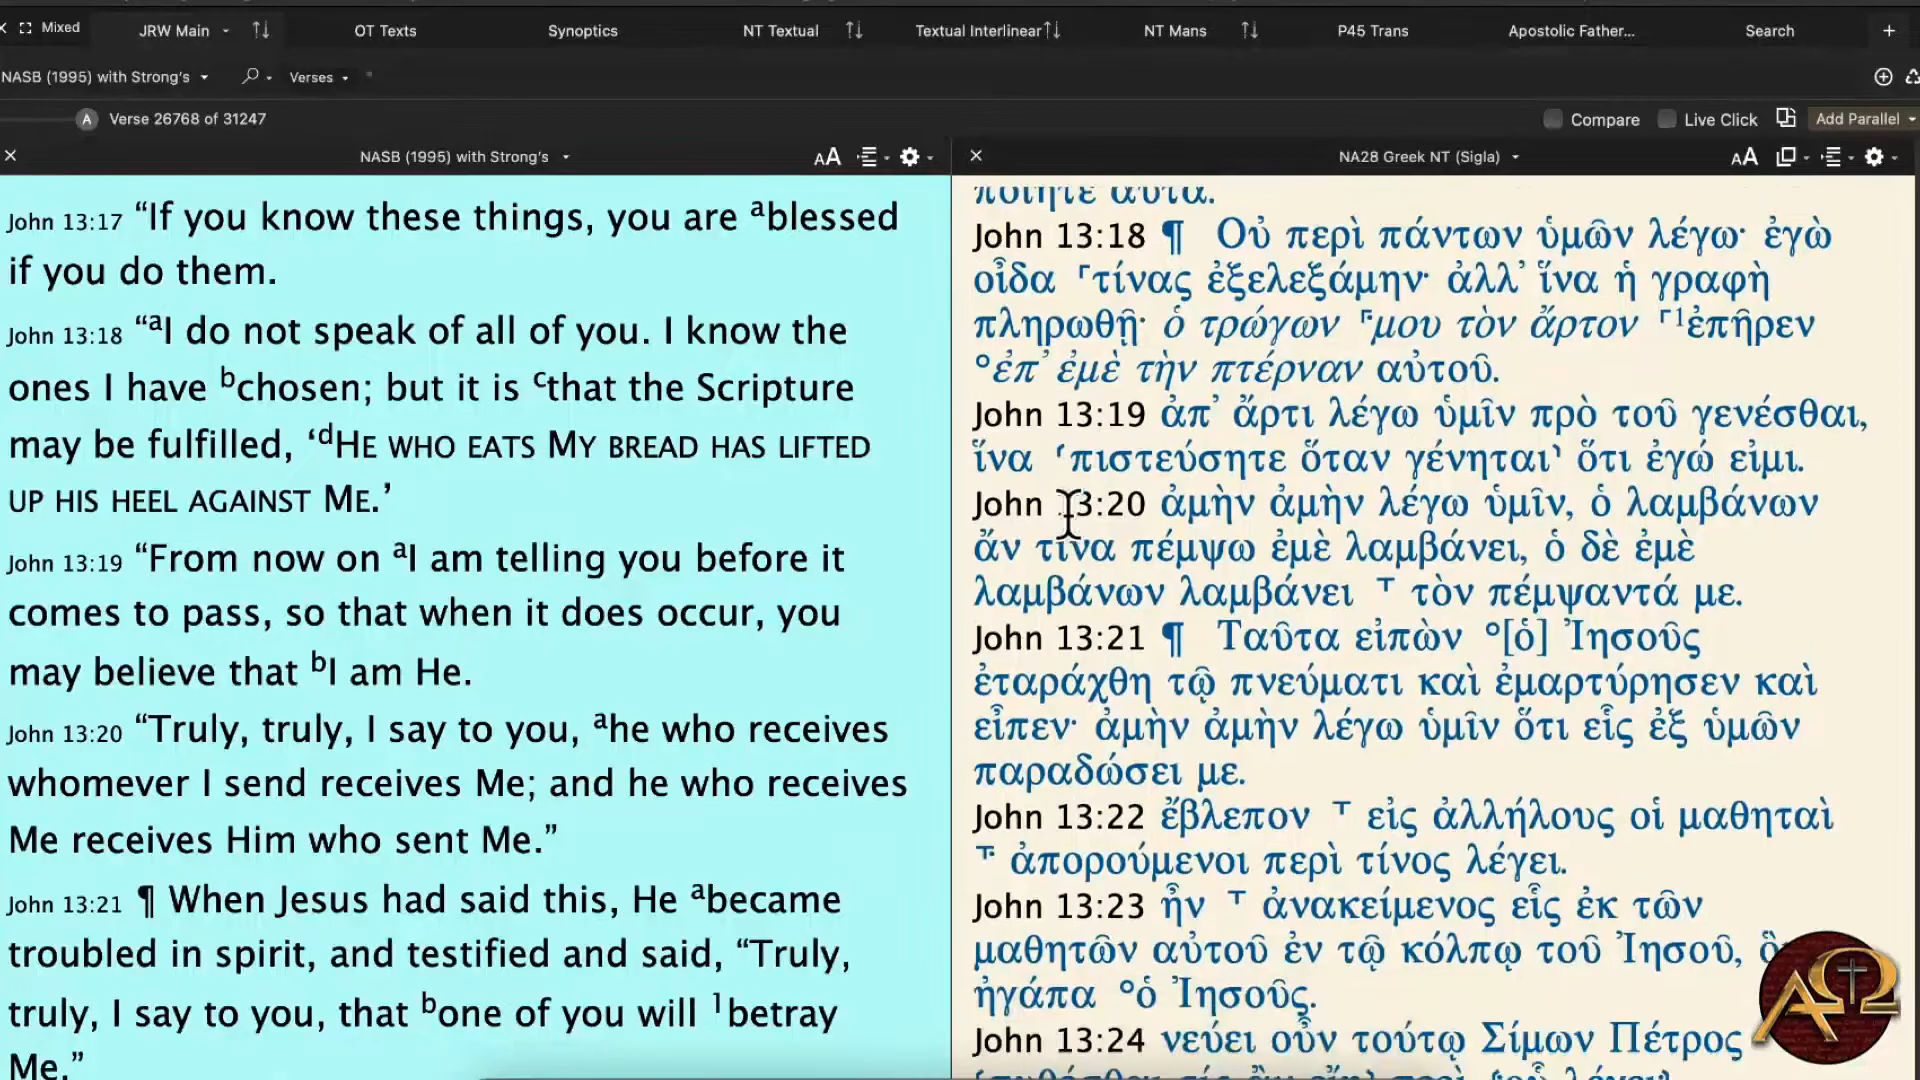 Mixed
JRW Main
OT Texts
Synoptics
NT Textual
Textual Interlinear
NT Mans
P45 Trans
Apostolic Father...
Search
NASB (1995) with Strong's
Verses
A
Verse 26768 of 31247
Compare
Live Click
Add Parallel
NASB (1995) with Strong's
AA
John 13:17 “If you know these things, you are ᵃblessed
if you do them.
John 13:18 “ᵃI do not speak of all of you. I know the
ones I have ᵇchosen; but it is ᶜthat the Scripture
may be fulfilled, ‘ᵈHE WHO EATS MY BREAD HAS LIFTED
UP HIS HEEL AGAINST ME.’
John 13:19 “From now on ᵃI am telling you before it
comes to pass, so that when it does occur, you
may believe that ᵇI am He.
John 13:20 “Truly, truly, I say to you, ᵃhe who receives
whomever I send receives Me; and he who receives
Me receives Him who sent Me.”
John 13:21 ¶ When Jesus had said this, He ᵃbecame
troubled in spirit, and testified and said, “Truly,
truly, I say to you, that ᵇone of you will ¹betray
Me.”
NA28 Greek NT (Sigla)
AA
ποιῆτε αὐτά.
John 13:18 ¶ Οὐ περὶ πάντων ὑμῶν λέγω· ἐγὼ
οἶδα ⸀τίνας ἐξελεξάμην· ἀλλ᾽ ἵνα ἡ γραφὴ
πληρωθῇ· ὁ τρώγων ⸁μου τὸν ἄρτον ⸀¹ἐπῆρεν
°ἐπ᾽ ἐμὲ τὴν πτέρναν αὐτοῦ.
John 13:19 ἀπ᾽ ἄρτι λέγω ὑμῖν πρὸ τοῦ γενέσθαι,
ἵνα ⸂πιστεύσητε ὅταν γένηται⸃ ὅτι ἐγώ εἰμι.
John 13:20 ἀμὴν ἀμὴν λέγω ὑμῖν, ὁ λαμβάνων
ἄν τινα πέμψω ἐμὲ λαμβάνει, ὁ δὲ ἐμὲ
λαμβάνων λαμβάνει ⸆ τὸν πέμψαντά με.
John 13:21 ¶ Ταῦτα εἰπὼν °[ὁ] Ἰησοῦς
ἐταράχθη τῷ πνεύματι καὶ ἐμαρτύρησεν καὶ
εἶπεν· ἀμὴν ἀμὴν λέγω ὑμῖν ὅτι εἷς ἐξ ὑμῶν
παραδώσει με.
John 13:22 ἔβλεπον ⸆ εἰς ἀλλήλους οἱ μαθηταὶ
⸇ ἀπορούμενοι περὶ τίνος λέγει.
John 13:23 ἦν ⸆ ἀνακείμενος εἷς ἐκ τῶν
μαθητῶν αὐτοῦ ἐν τῷ κόλπῳ τοῦ Ἰησοῦ,
ἠγάπα °ὁ Ἰησοῦς.
John 13:24 νεύει οὖν τούτῳ Σίμων Πέτρος
ΑΩ